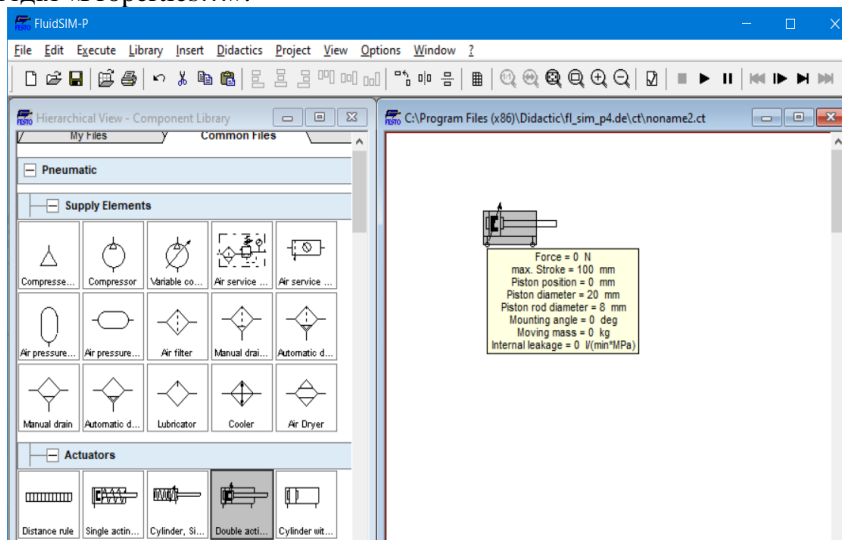 «Properties...».
FluidSIM-P
File Edit Execute Library Insert Didactics Project View Options Window ?
Hierarchical View - Component Library
My Files Common Files
Pneumatic
Supply Elements
Compresse... Compressor Variable co... Air service ... Air service ...
Air pressure... Air pressure... Air filter Manual drai... Automatic d...
Manual drain Automatic d... Lubricator Cooler Air Dryer
Actuators
Distance rule Single actin... Cylinder, Si... Double acti... Cylinder wit...
C:\Program Files (x86)\Didactic\fl_sim_p4.de\ct\noname2.ct
Force = 0 N
max. Stroke = 100 mm
Piston position = 0 mm
Piston diameter = 20 mm
Piston rod diameter = 8 mm
Mounting angle = 0 deg
Moving mass = 0 kg
Internal leakage = 0 l/(min*MPa)